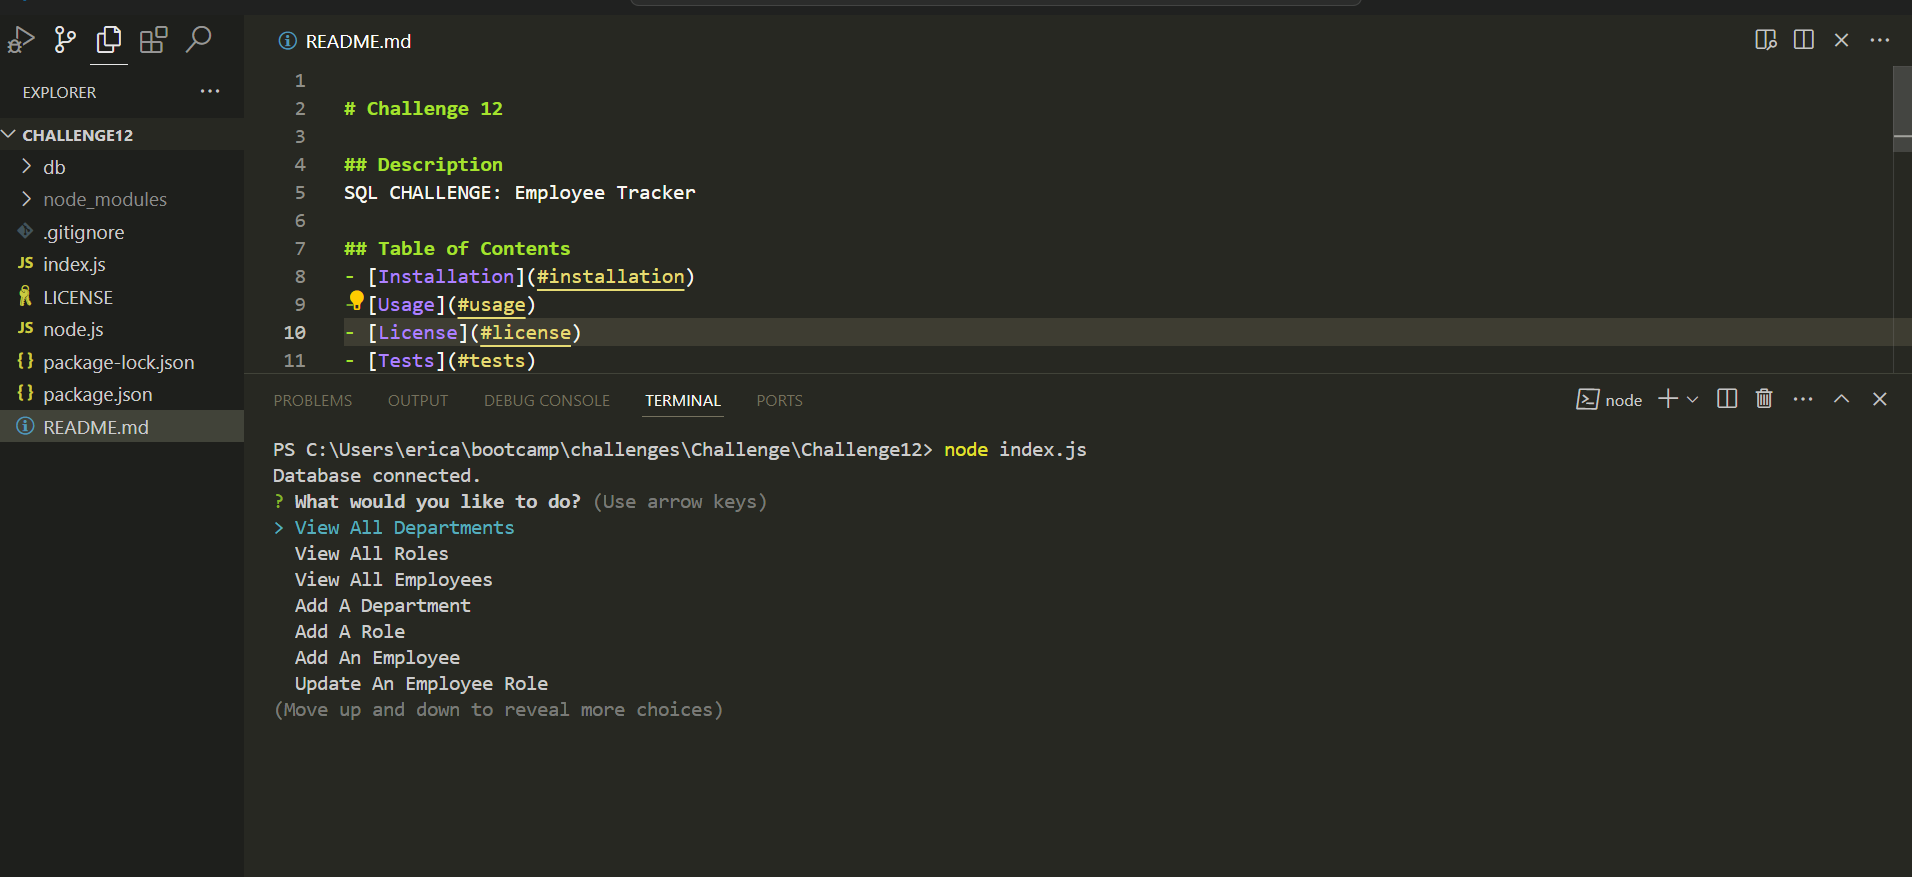 README.md
EXPLORER
CHALLENGE12
db
node_modules
.gitignore
JS index.js
LICENSE
JS node.js
{} package-lock.json
{} package.json
README.md
1
2 # Challenge 12
3
4 ## Description
5 SQL CHALLENGE: Employee Tracker
6
7 ## Table of Contents
8 - [Installation](#installation)
9 - [Usage](#usage)
10 - [License](#license)
11 - [Tests](#tests)
PROBLEMS OUTPUT DEBUG CONSOLE TERMINAL PORTS
node
PS C:\Users\erica\bootcamp\challenges\Challenge\Challenge12> node index.js
Database connected.
? What would you like to do? (Use arrow keys)
> View All Departments
View All Roles
View All Employees
Add A Department
Add A Role
Add An Employee
Update An Employee Role
(Move up and down to reveal more choices)